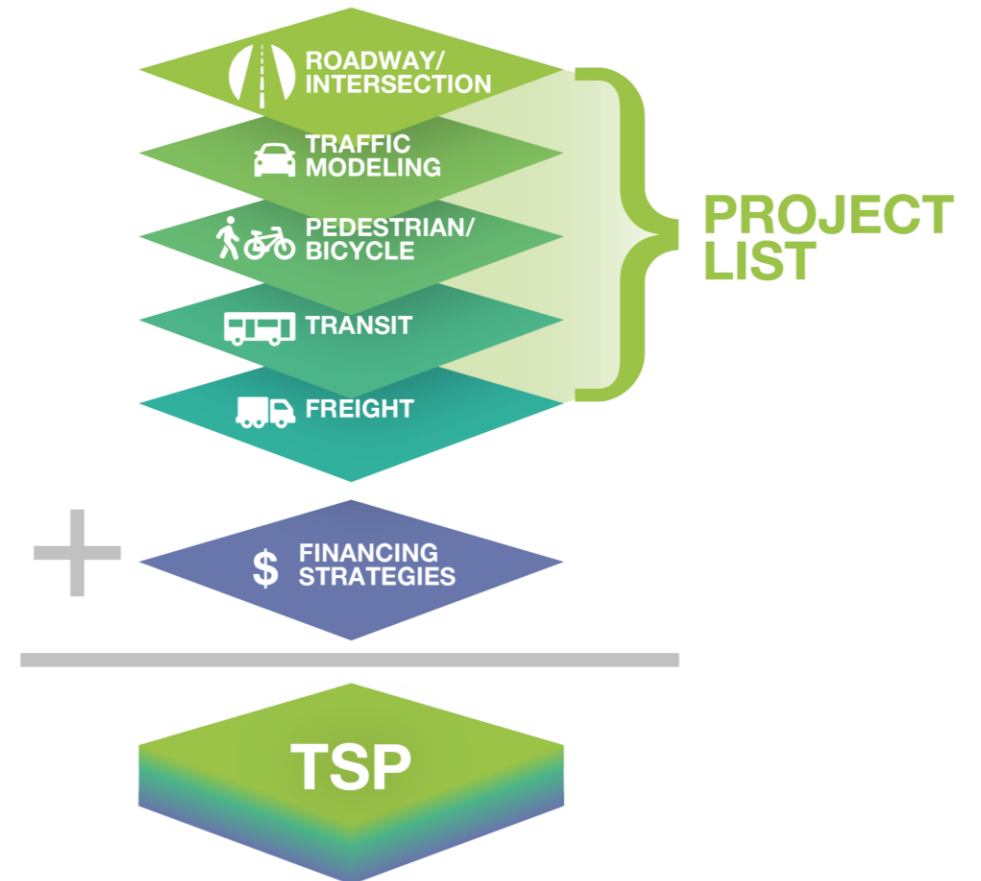 ROADWAY/
INTERSECTION
TRAFFIC
MODELING
PEDESTRIAN/
BICYCLE
TRANSIT
FREIGHT
PROJECT
LIST
$ FINANCING
STRATEGIES
TSP